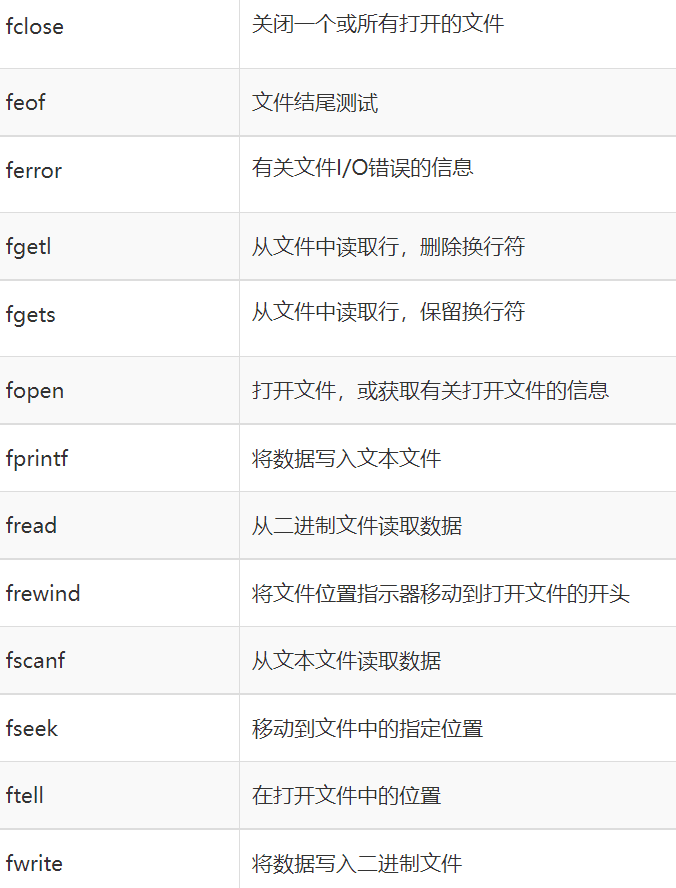 fclose 关闭一个或所有打开的文件
feof 文件结尾测试
ferror 有关文件I/O错误的信息
fgetl 从文件中读取行，删除换行符
fgets 从文件中读取行，保留换行符
fopen 打开文件，或获取有关打开文件的信息
fprintf 将数据写入文本文件
fread 从二进制文件读取数据
frewind 将文件位置指示器移动到打开文件的开头
fscanf 从文本文件读取数据
fseek 移动到文件中的指定位置
ftell 在打开文件中的位置
fwrite 将数据写入二进制文件